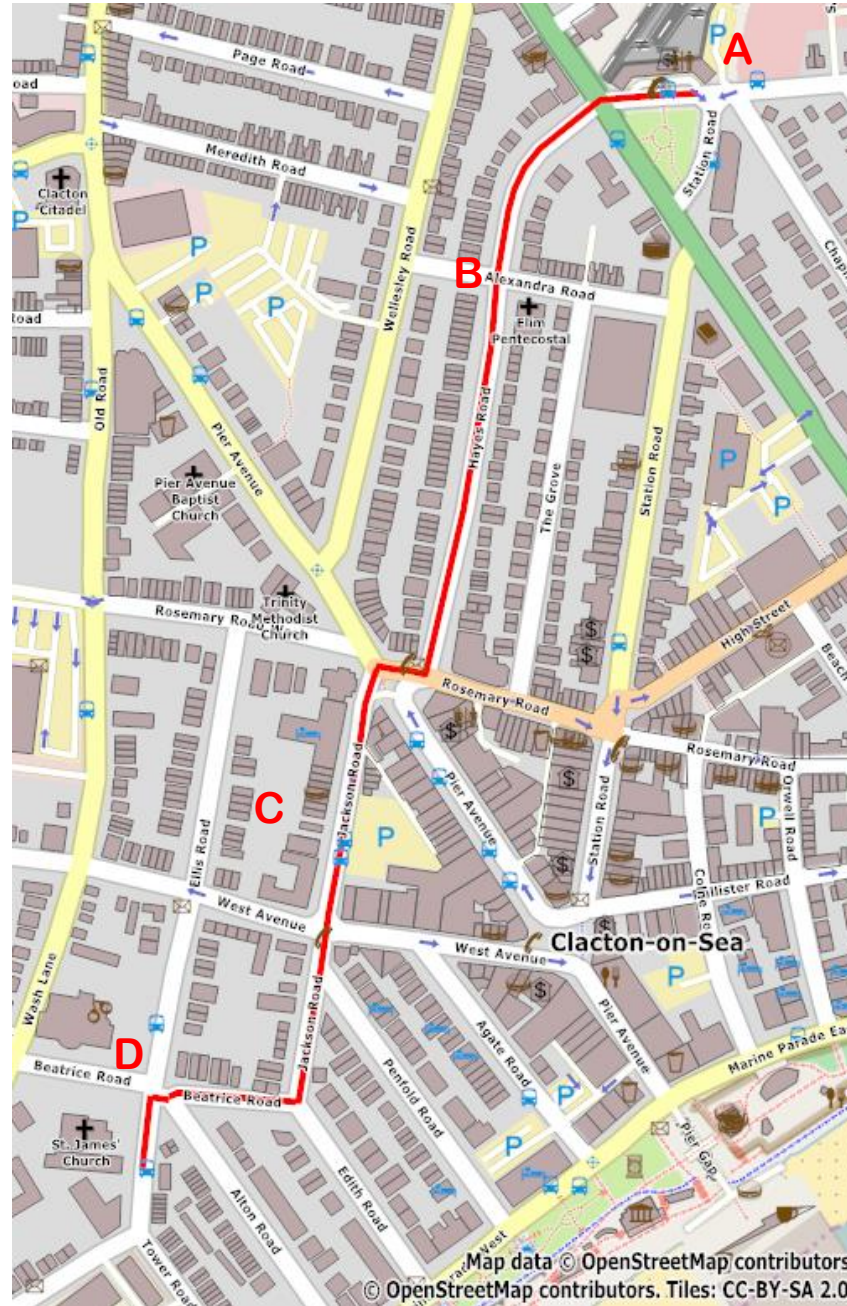 A
P
Page Road
oad
Meredith Road
Station Road
Clacton
Citadel
P
P
P
Chap
B
Alexandra Road
Wellesley Road
Elim
Pentecostal
Road
Old Road
Pier Avenue
Hayes Road
The Grove
Station Road
P
P
Pier Avenue
Baptist
Church
Rosemary Road W
Trinity
Methodist
Church
High Street
Beach
Rosemary Road
Rosemary Road
Jackson Road
Pier Avenue
Station Road
Orwell Road
C
P
P
Ellis Road
West Avenue
West Avenue
Clacton-on-Sea
P
Wash Lane
Jackson Road
Penfold Road
Agate Road
Pier Avenue
Marine Parade Ea
D
Beatrice Road
Beatrice Road
P
P
Pier Gap
St. James'
Church
Alton Road
Edith Road
Tower Road
Map data © OpenStreetMap contributors
© OpenStreetMap contributors. Tiles: CC-BY-SA 2.0